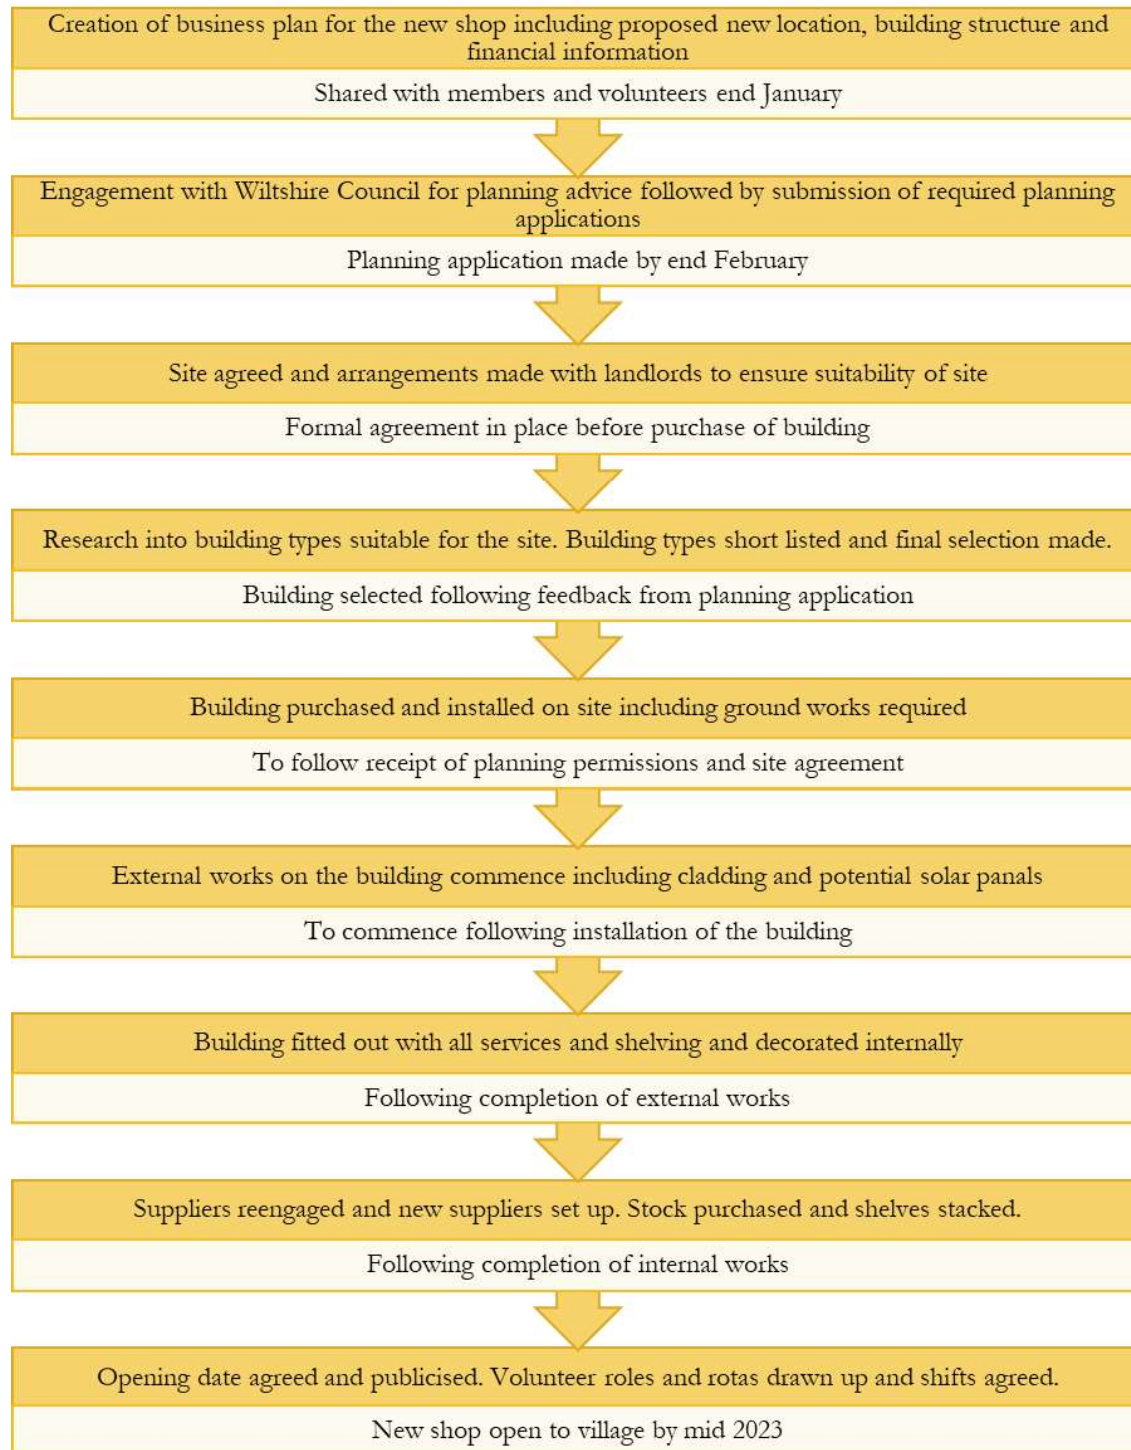 Creation of business plan for the new shop including proposed new location, building structure and
financial information
Shared with members and volunteers end January
Engagement with Wiltshire Council for planning advice followed by submission of required planning
applications
Planning application made by end February
Site agreed and arrangements made with landlords to ensure suitability of site
Formal agreement in place before purchase of building
Research into building types suitable for the site. Building types short listed and final selection made.
Building selected following feedback from planning application
Building purchased and installed on site including ground works required
To follow receipt of planning permissions and site agreement
External works on the building commence including cladding and potential solar panels
To commence following installation of the building
Building fitted out with all services and shelving and decorated internally
Following completion of external works
Suppliers reengaged and new suppliers set up. Stock purchased and shelves stacked.
Following completion of internal works
Opening date agreed and publicised. Volunteer roles and rotas drawn up and shifts agreed.
New shop open to village by mid 2023